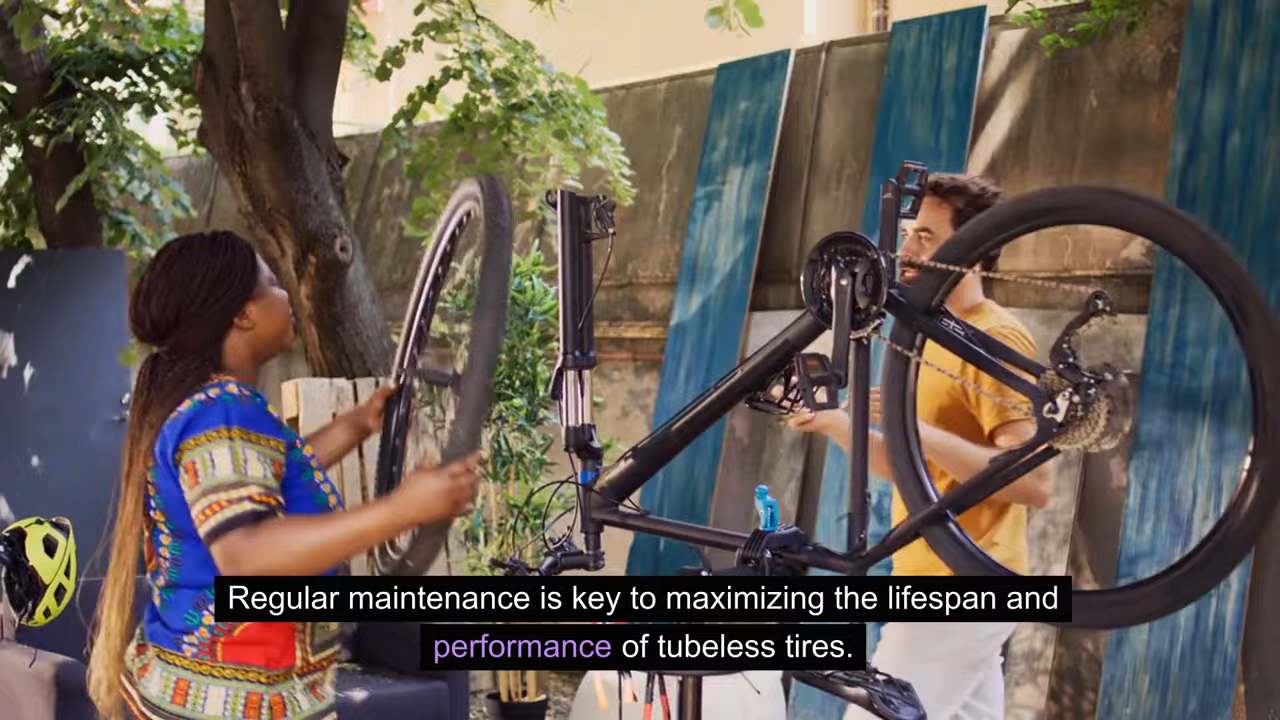 Regular maintenance is key to maximizing the lifespan and
performance of tubeless tires.